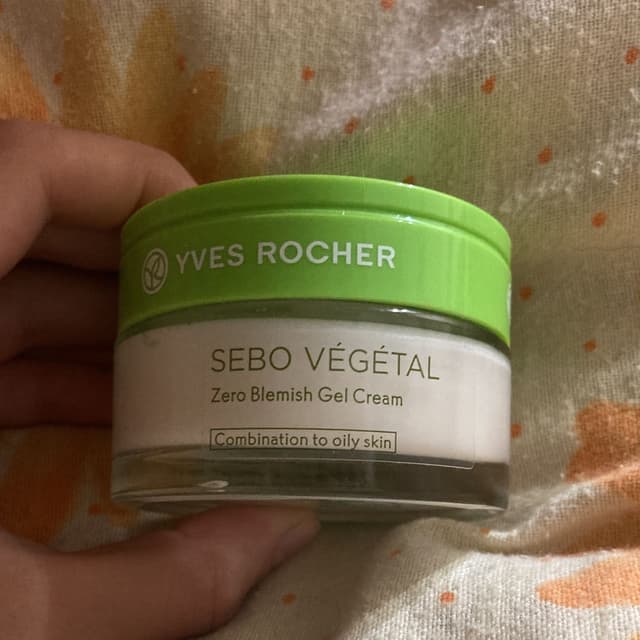 YVES ROCHER
SEBO VÉGÉTAL
Zero Blemish Gel Cream
Combination to oily skin